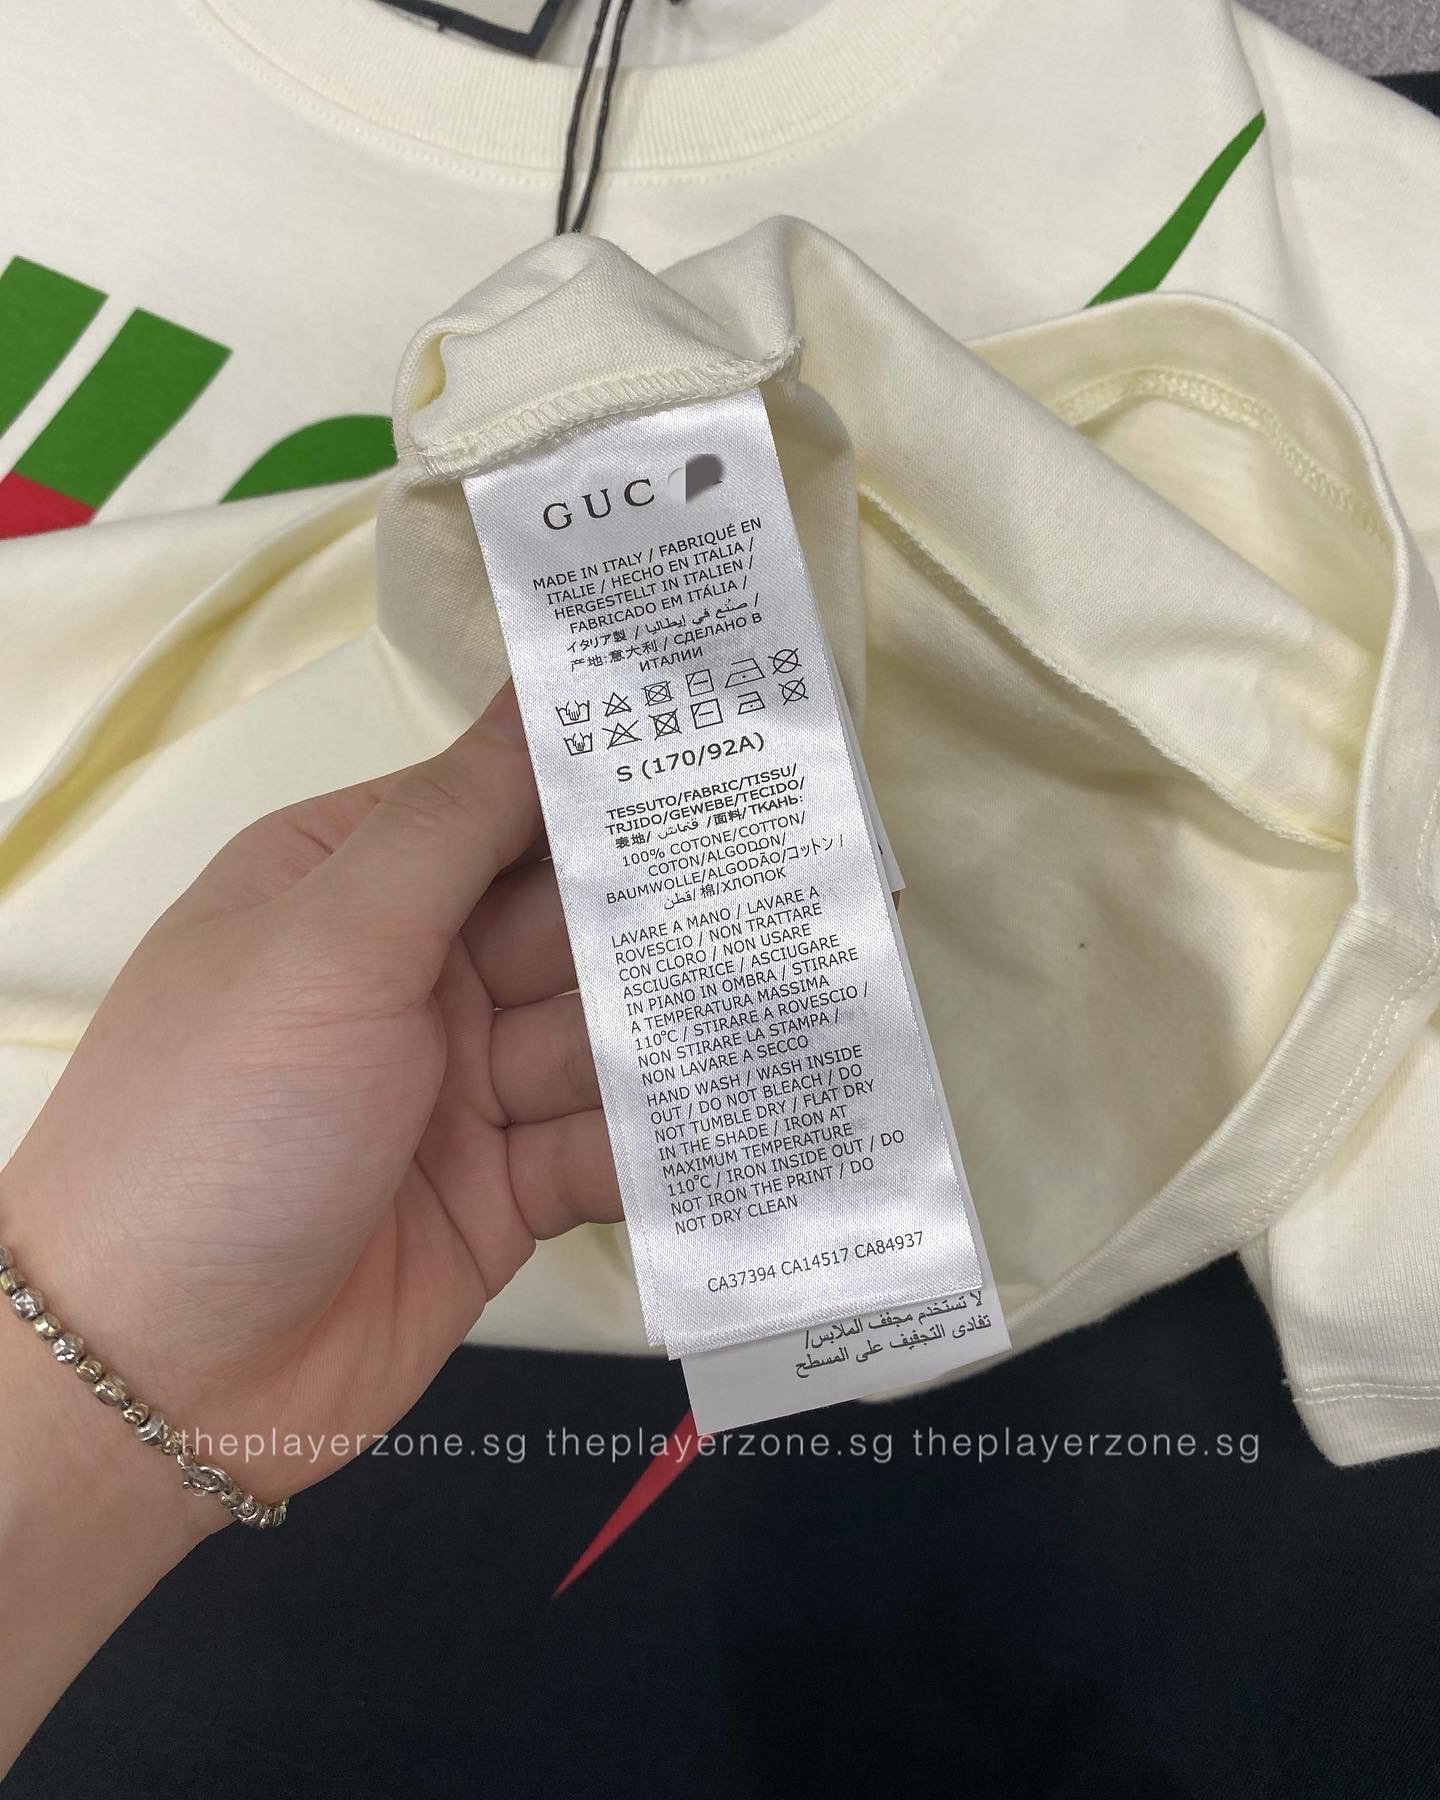 GUC
MADE IN ITALY / FABRIQUÉ EN
ITALIE / HECHO EN ITALIA /
HERGESTELLT IN ITALIEN /
FABRICADO EM ITÁLIA /
イタリア製 / صنع في إيطاليا /
产地:意大利 / СДЕЛАНО В
ИТАЛИИ
S (170/92A)
TESSUTO/FABRIC/TISSU/
TRJIDO/GEWEBE/TECIDO/
表地/ قماش /面料/ТКАНЬ:
100% COTONE/COTTON/
COTON/ALGODON/
BAUMWOLLE/ALGODÃO/コットン /
قطن/ 棉/ХЛОПОК
LAVARE A MANO / LAVARE A
ROVESCIO / NON TRATTARE
CON CLORO / NON USARE
ASCIUGATRICE / ASCIUGARE
IN PIANO IN OMBRA / STIRARE
A TEMPERATURA MASSIMA
110°C / STIRARE A ROVESCIO /
NON STIRARE LA STAMPA /
NON LAVARE A SECCO
HAND WASH / WASH INSIDE
OUT / DO NOT BLEACH / DO
NOT TUMBLE DRY / FLAT DRY
IN THE SHADE / IRON AT
MAXIMUM TEMPERATURE
110°C / IRON INSIDE OUT / DO
NOT IRON THE PRINT / DO
NOT DRY CLEAN
CA37394 CA14517 CA84937
لا تستخدم مجفف الملابس/
تفادى التجفيف على المسطح
theplayerzone.sg theplayerzone.sg theplayerzone.sg